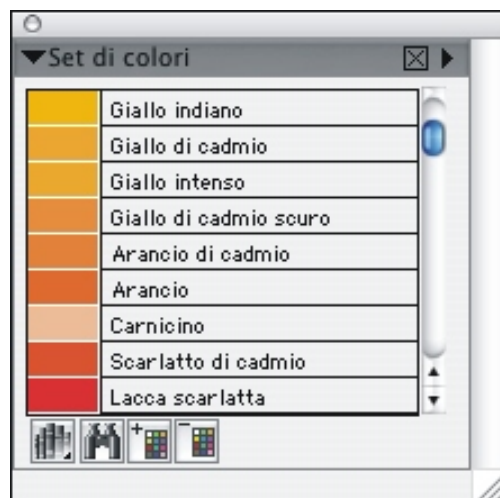 Set di colori
Giallo indiano
Giallo di cadmio
Giallo intenso
Giallo di cadmio scuro
Arancio di cadmio
Arancio
Carnicino
Scarlatto di cadmio
Lacca scarlatta